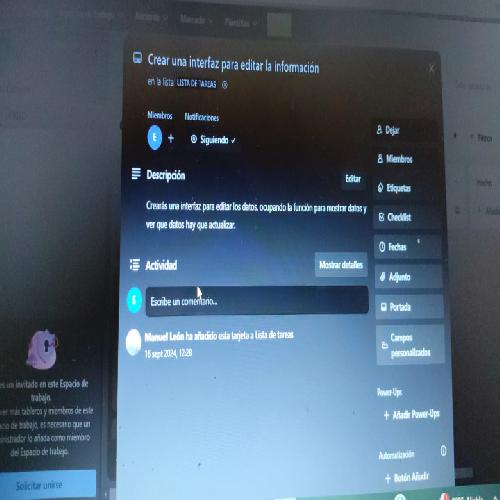 Crear una interfaz para editar la información
en la lista LISTA DE TAREAS
Miembros Notificaciones
E + Siguiendo ✓
Descripción Editar
Crearás una interfaz para editar los datos, ocupando la función para mostrar datos y
ver que datos hay que actualizar.
Actividad Mostrar detalles
Escribe un comentario...
Manuel León ha añadido esta tarjeta a Lista de tareas
16 sept 2024, 12:28
Dejar
Miembros
Etiquetas
Checklist
Fechas
Adjunto
Portada
Campos
personalizados
Power-Ups
+ Añadir Power-Ups
Automatización
+ Botón Añadir
es un invitado en este Espacio de
trabajo.
ver más tableros y miembros de este
cio de trabajo, es necesario que un
ministrador lo añada como miembro
del Espacio de trabajo.
Solicitar unirse